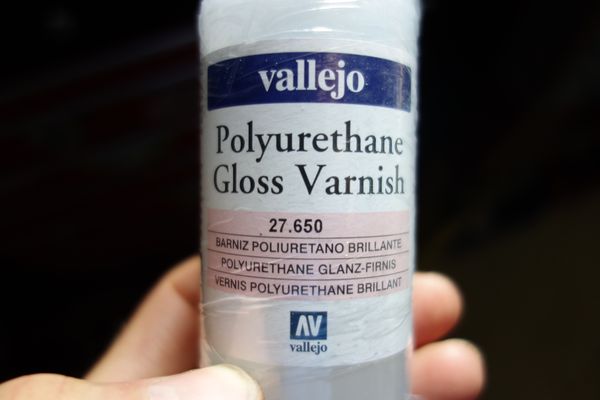 vallejo
Polyurethane
Gloss Varnish
27.650
BARNIZ POLIURETANO BRILLANTE
POLYURETHANE GLANZ-FIRNIS
VERNIS POLYURETHANE BRILLANT
AV
vallejo